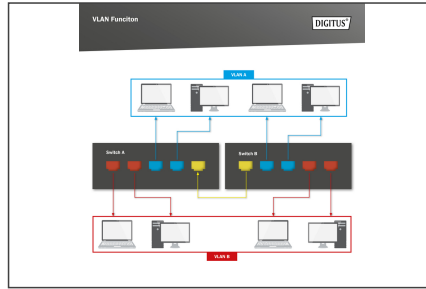 VLAN Funciton
DIGITUS®
VLAN A
Switch A
Switch B
VLAN B